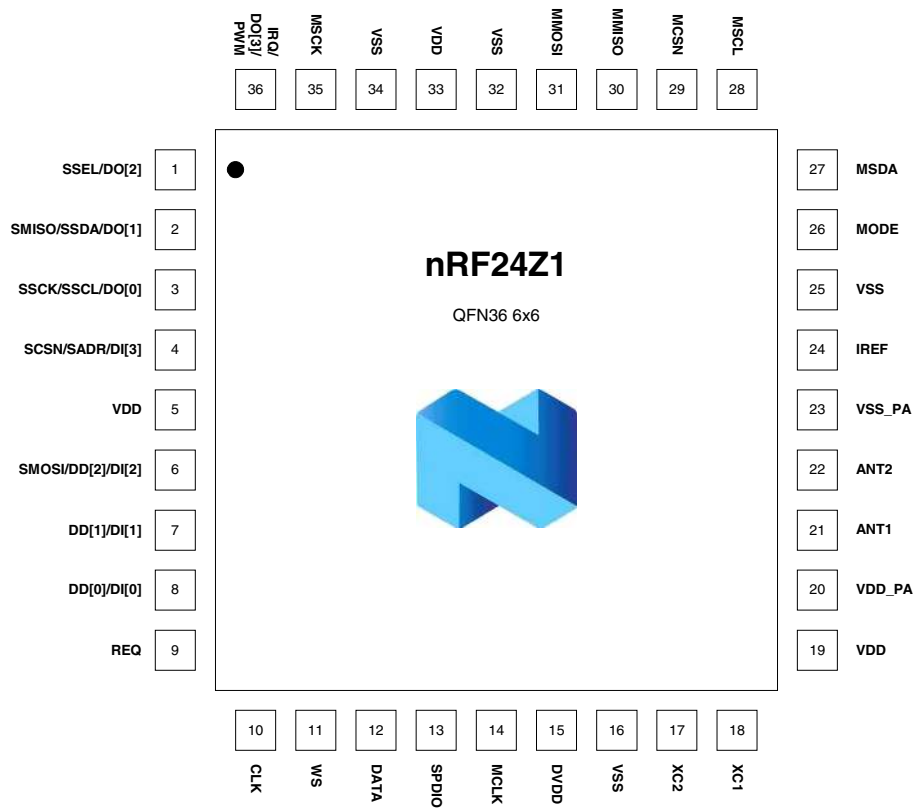 IRQ/
DO[3]/
PWM
MSCK
VSS
VDD
VSS
MMOSI
MMISO
MCSN
MSCL
36 35 34 33 32 31 30 29 28
SSEL/DO[2] 1
SMISO/SSDA/DO[1] 2
SSCK/SSCL/DO[0] 3
SCSN/SADR/DI[3] 4
VDD 5
SMOSI/DD[2]/DI[2] 6
DD[1]/DI[1] 7
DD[0]/DI[0] 8
REQ 9
nRF24Z1
QFN36 6x6
27 MSDA
26 MODE
25 VSS
24 IREF
23 VSS_PA
22 ANT2
21 ANT1
20 VDD_PA
19 VDD
10 11 12 13 14 15 16 17 18
CLK
WS
DATA
SPDIO
MCLK
DVDD
VSS
XC2
XC1